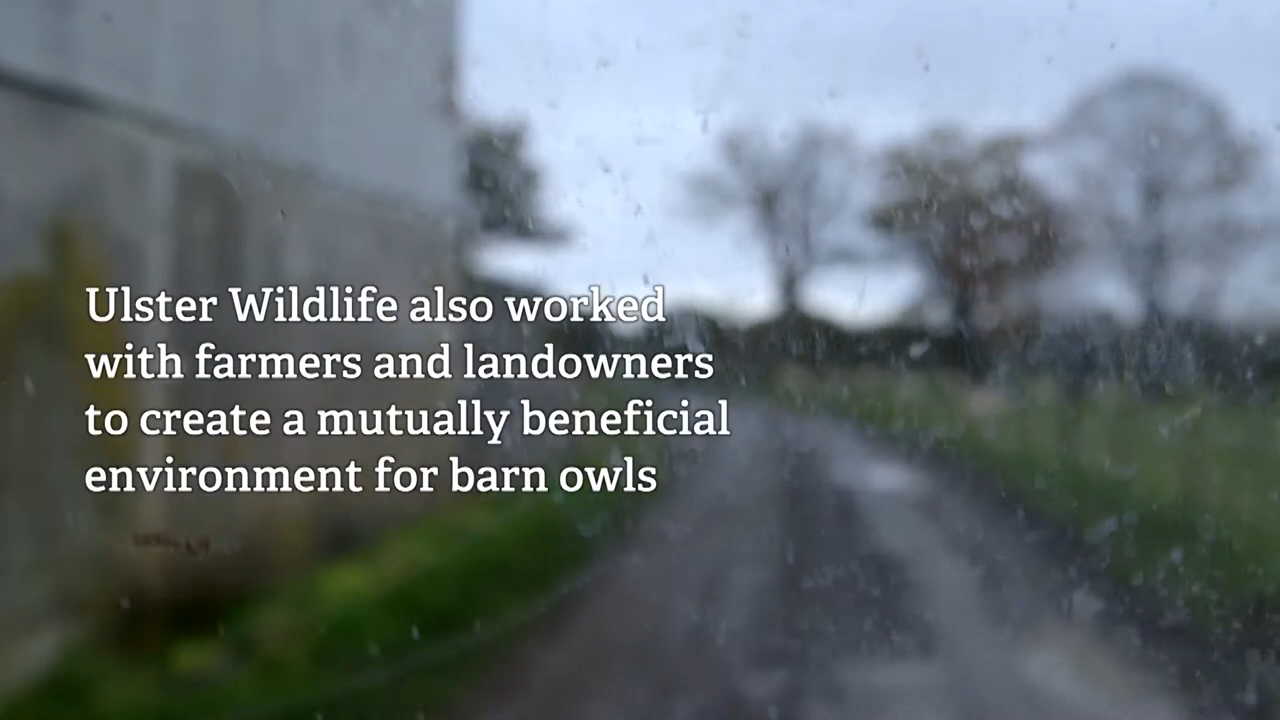 Ulster Wildlife also worked
with farmers and landowners
to create a mutually beneficial
environment for barn owls